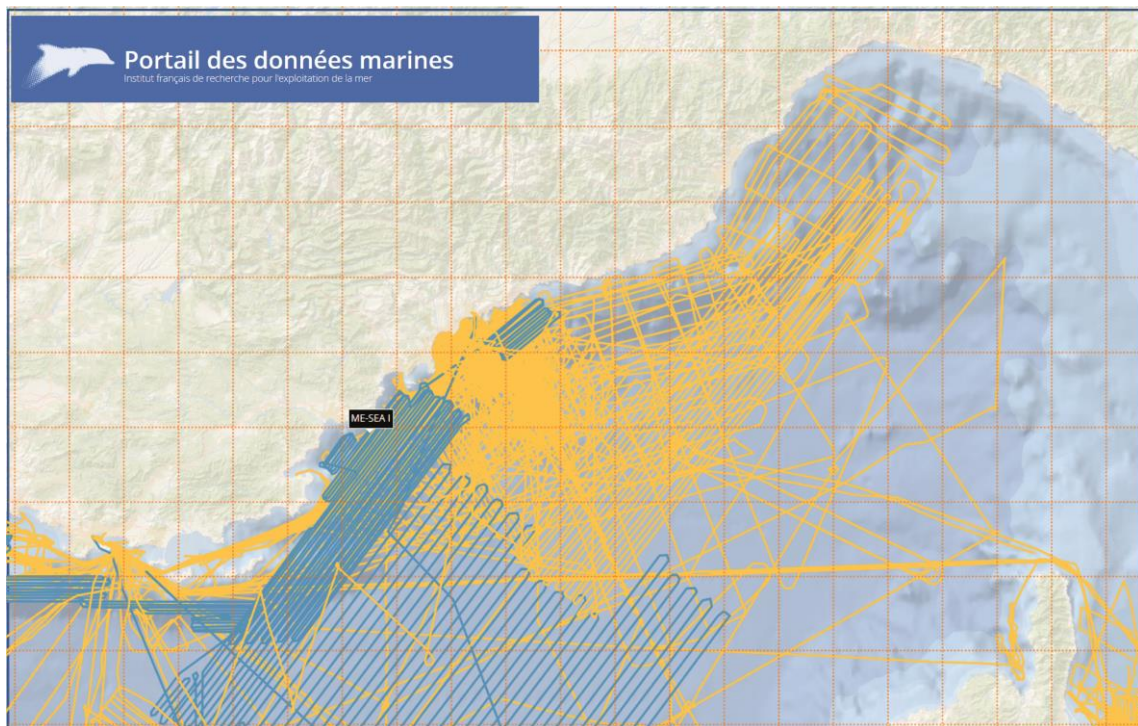 Portail des données marines
Institut français de recherche pour l'exploitation de la mer
ME-SEA I